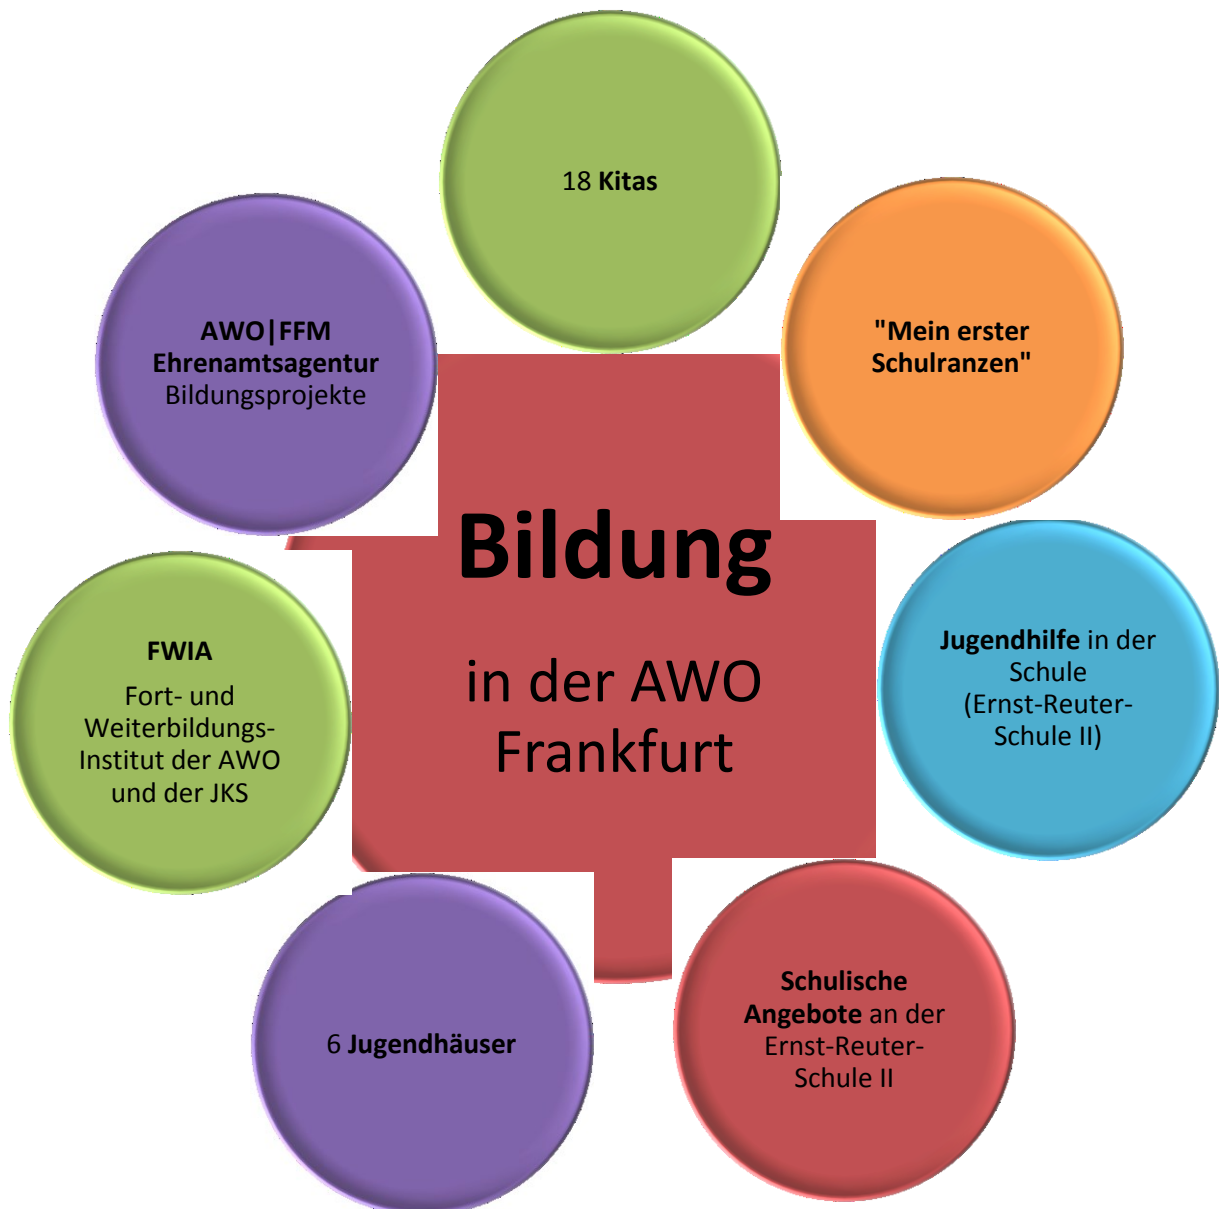 18 Kitas
"Mein erster
Schulranzen"
Jugendhilfe in der
Schule
(Ernst-Reuter-
Schule II)
Schulische
Angebote an der
Ernst-Reuter-
Schule II
6 Jugendhäuser
FWIA
Fort- und
Weiterbildungs-
Institut der AWO
und der JKS
AWO|FFM
Ehrenamtsagentur
Bildungsprojekte
Bildung
in der AWO
Frankfurt